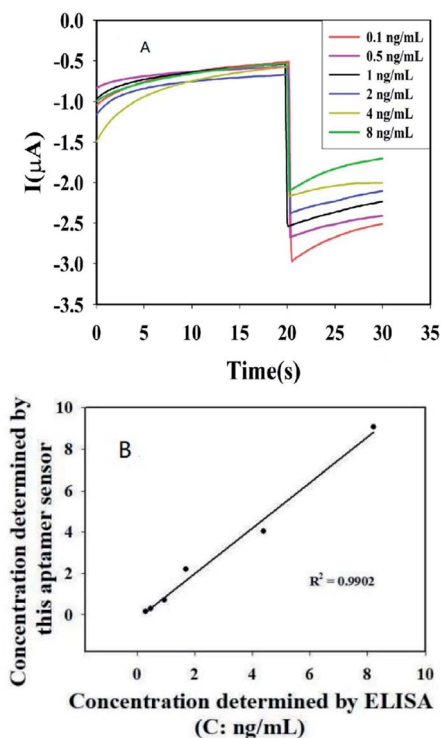 A
0.0
-0.5
-1.0
-1.5
-2.0
-2.5
-3.0
-3.5
I(μA)
0.1 ng/mL
0.5 ng/mL
1 ng/mL
2 ng/mL
4 ng/mL
8 ng/mL
0 5 10 15 20 25 30 35
Time(s)
B
10
8
6
4
2
0
Concentration determined by
this aptamer sensor
R² = 0.9902
0 2 4 6 8 10
Concentration determined by ELISA
(C: ng/mL)